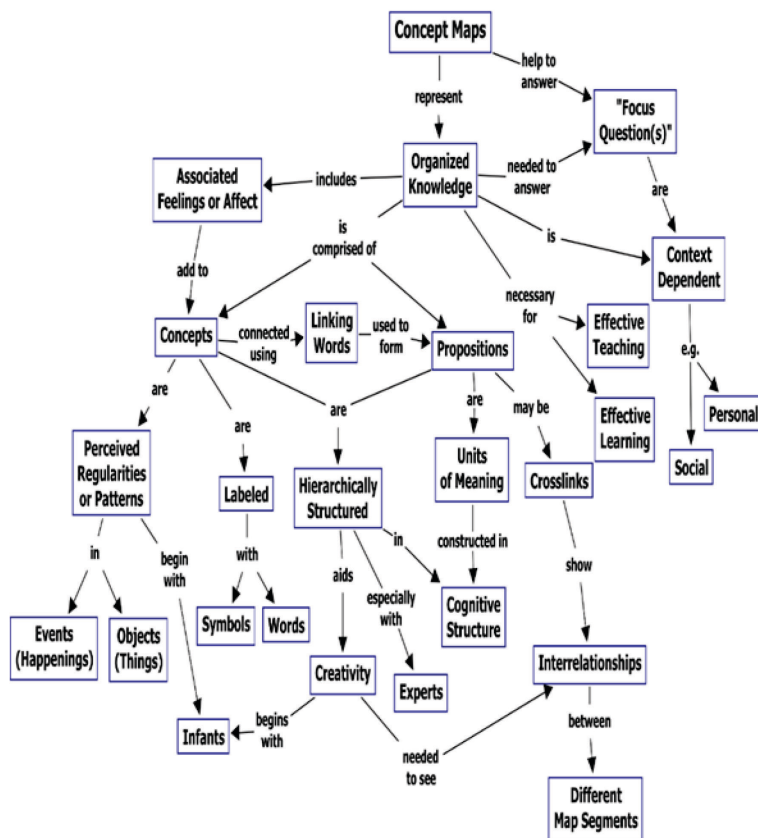 Concept Maps
help to
answer
represent
"Focus
Question(s)"
Organized
Knowledge
needed to
answer
Associated
Feelings or Affect
includes
are
is
comprised of
is
Context
Dependent
add to
necessary
for
Concepts
connected
using
Linking
Words
used to
form
Propositions
Effective
Teaching
e.g.
are
are
are
are
may be
Effective
Learning
Personal
Perceived
Regularities
or Patterns
Labeled
Hierarchically
Structured
Units
of Meaning
Crosslinks
Social
in
begin
with
with
aids
in
constructed in
especially
with
show
Events
(Happenings)
Objects
(Things)
Symbols
Words
Cognitive
Structure
Creativity
Experts
Interrelationships
Infants
begins
with
needed
to see
between
Different
Map Segments